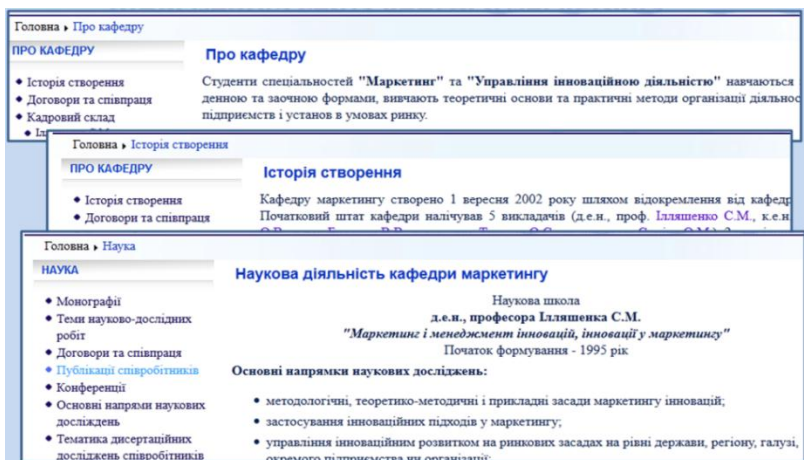 Головна ▸ Про кафедру
ПРО КАФЕДРУ
Історія створення
Договори та співпраця
Кадровий склад
Про кафедру
Студенти спеціальностей "Маркетинг" та "Управління інноваційною діяльністю" навчаються
денною та заочною формами, вивчають теоретичні основи та практичні методи організації
підприємств і установ в умовах ринку.
Головна ▸ Історія створення
ПРО КАФЕДРУ
Історія створення
Договори та співпраця
Історія створення
Кафедру маркетингу створено 1 вересня 2002 року шляхом відокремлення від
Початковий штат кафедри налічував 5 викладачів (д.е.н., проф. Ілляшенко С.М., к.е.н.
Головна ▸ Наука
НАУКА
Монографії
Теми науково-дослідних
робіт
Договори та співпраця
Публікації співробітників
Конференції
Основні напрями наукових
досліджень
Тематика дисертаційних
досліджень співробітників
Наукова діяльність кафедри маркетингу
Наукова школа
д.е.н., професора Ілляшенка С.М.
"Маркетинг і менеджмент інновацій, інновації у маркетингу"
Початок формування - 1995 рік
Основні напрямки наукових досліджень:
методологічні, теоретико-методичні і прикладні засади маркетингу інновацій;
застосування інноваційних підходів у маркетингу;
управління інноваційним розвитком на ринкових засадах на рівні держави, регіону, галузі,
окремого підприємства чи організації;